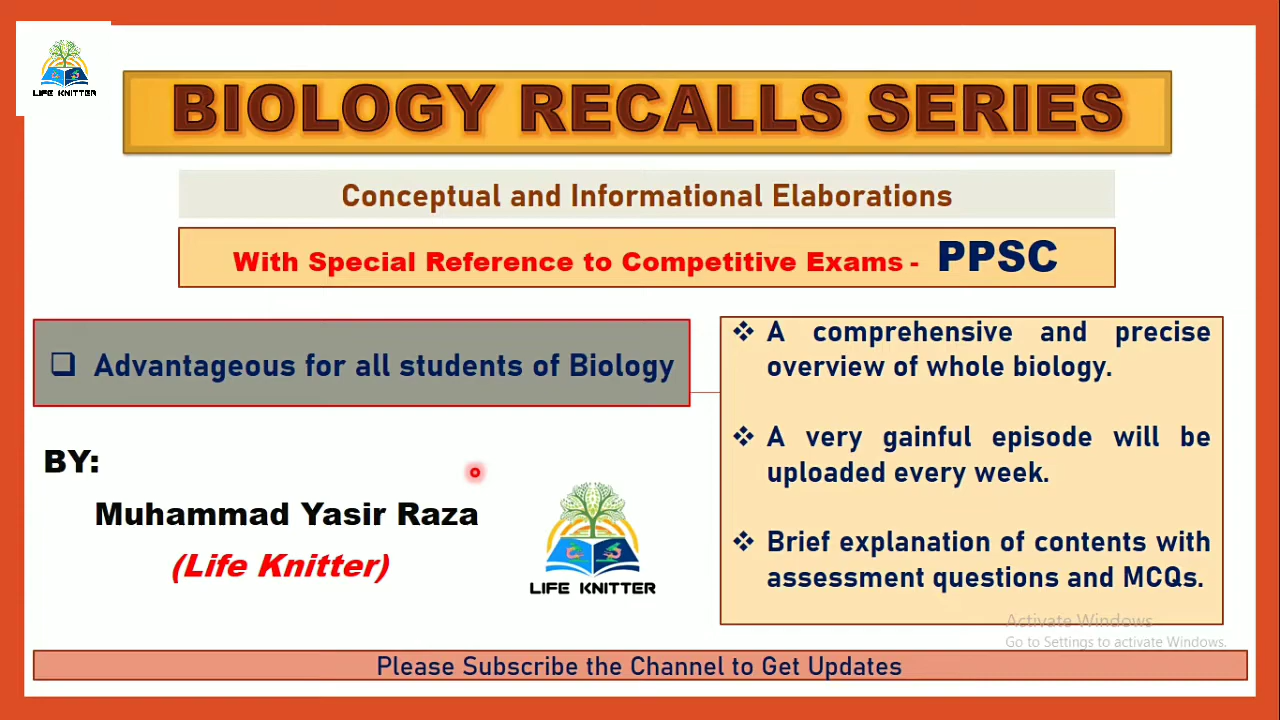 LIFE KNITTER
BIOLOGY RECALLS SERIES
Conceptual and Informational Elaborations
With Special Reference to Competitive Exams - PPSC
Advantageous for all students of Biology
A comprehensive and precise
overview of whole biology.
A very gainful episode will be
uploaded every week.
Brief explanation of contents with
assessment questions and MCQs.
BY:
Muhammad Yasir Raza
(Life Knitter)
LIFE KNITTER
Activate Windows
Go to Settings to activate Windows.
Please Subscribe the Channel to Get Updates